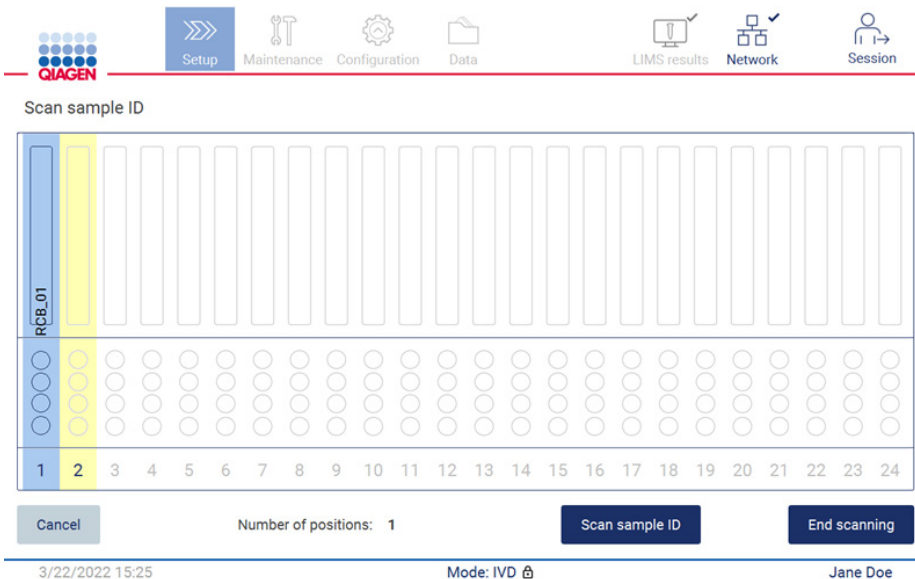 QIAGEN
Setup Maintenance Configuration Data LIMS results Network Session
Scan sample ID
RCB_01
1 2 3 4 5 6 7 8 9 10 11 12 13 14 15 16 17 18 19 20 21 22 23 24
Cancel Number of positions: 1 Scan sample ID End scanning
3/22/2022 15:25 Mode: IVD Jane Doe